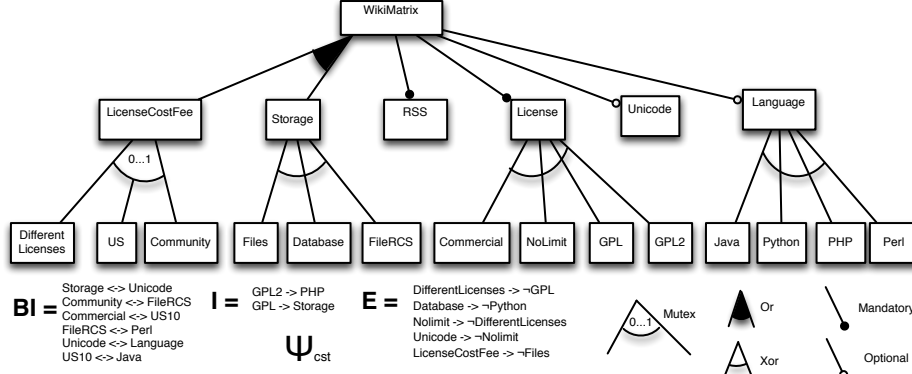 WikiMatrix
LicenseCostFee
Storage
RSS
License
Unicode
Language
0...1
Different
Licenses
US
Community
Files
Database
FileRCS
Commercial
NoLimit
GPL
GPL2
Java
Python
PHP
Perl
BI =
Storage <-> Unicode
Community <-> FileRCS
Commercial <-> US10
FileRCS <-> Perl
Unicode <-> Language
US10 <-> Java
I =
GPL2 -> PHP
GPL -> Storage
Ψcst
E =
DifferentLicenses -> ¬GPL
Database -> ¬Python
Nolimit -> ¬DifferentLicenses
Unicode -> ¬Nolimit
LicenseCostFee -> ¬Files
0...1
Mutex
Or
Xor
Mandatory
Optional